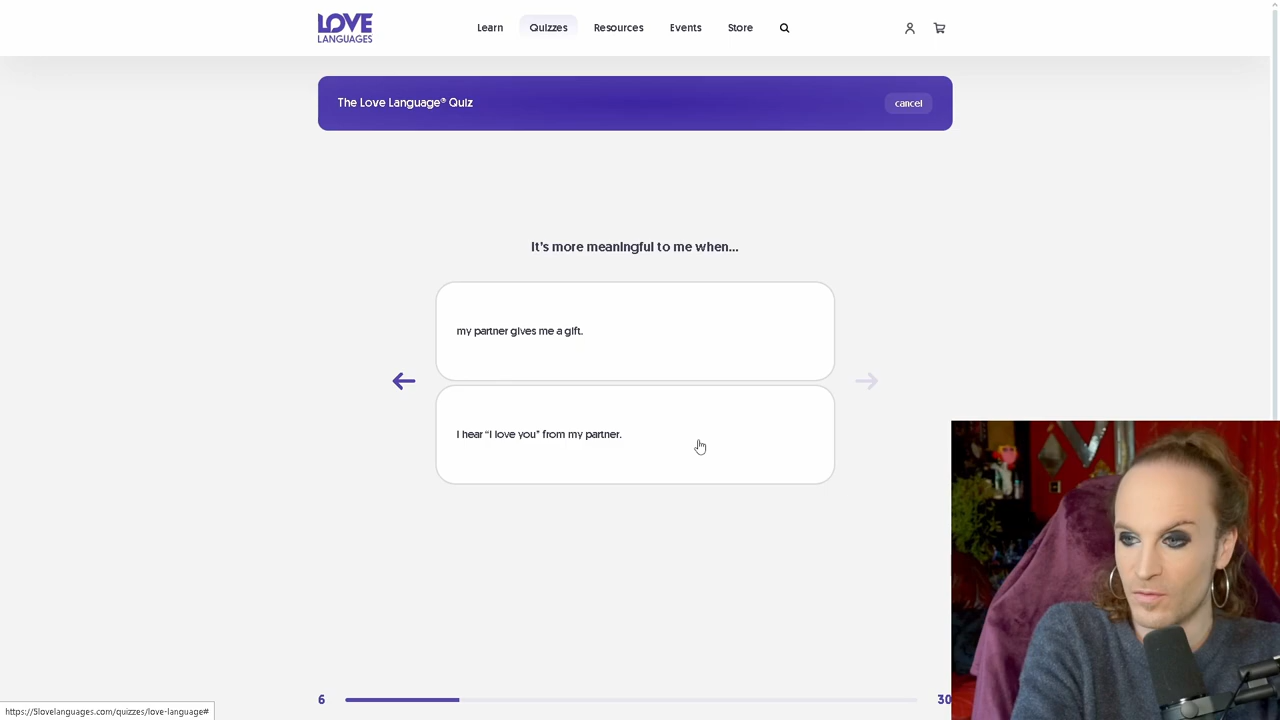 LOVE
LANGUAGES
Learn
Quizzes
Resources
Events
Store
The Love Language® Quiz
cancel
It's more meaningful to me when...
my partner gives me a gift.
I hear “I love you” from my partner.
6
30
https://5lovelanguages.com/quizzes/love-language#